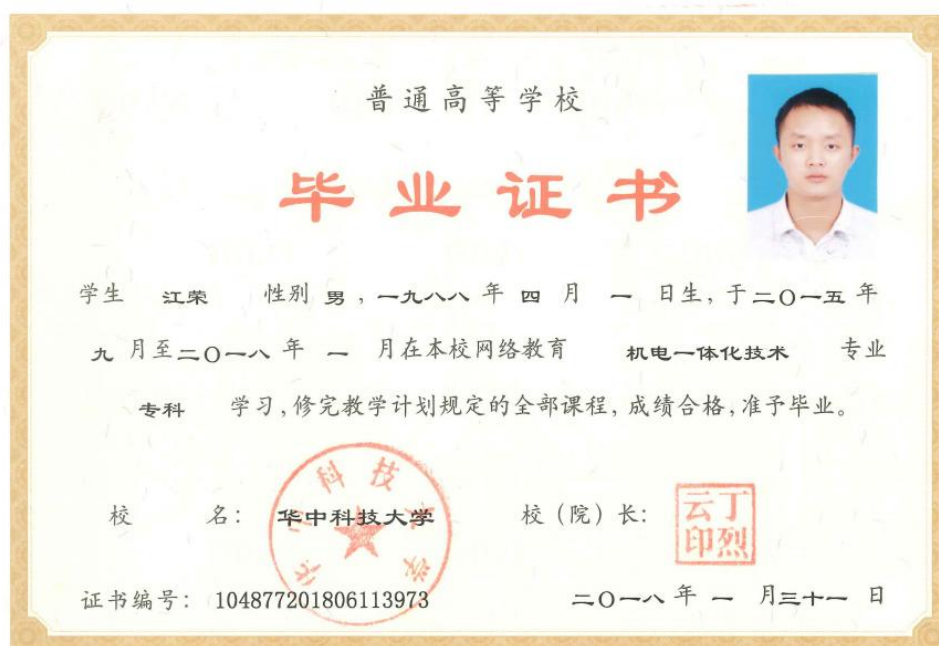 普通高等学校
毕业证书
学生 江荣 性别 男，一九八八 年 四 月 一 日生，于二〇一五 年
九 月至二〇一八 年 一 月在本校网络教育 机电一体化技术 专业
专科 学习，修完教学计划规定的全部课程，成绩合格，准予毕业。
校 名： 华中科技大学 校（院）长：
华中科技大学
丁烈云印
证书编号： 104877201806113973 二〇一八 年 一 月三十一 日